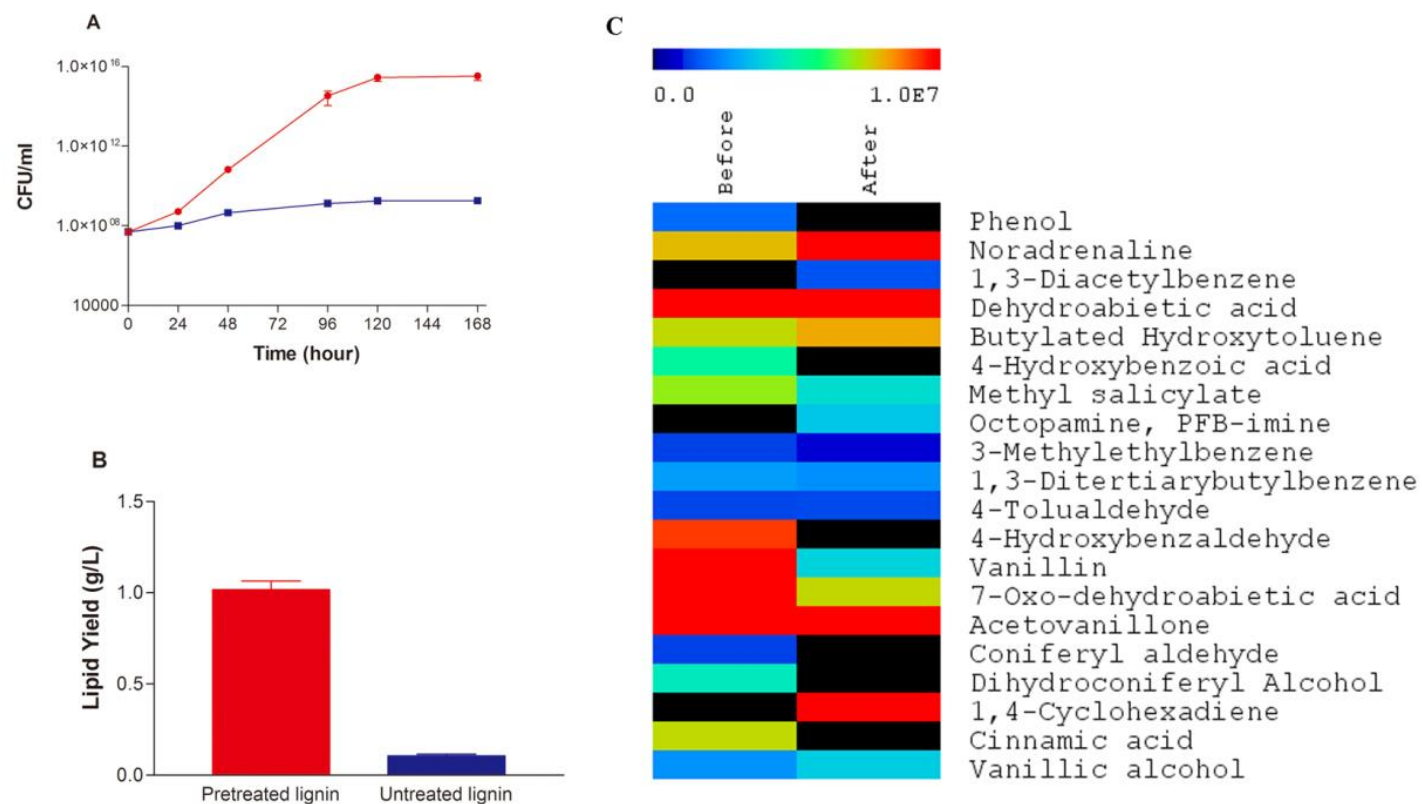 A
1.0×10 16
1.0×10 12
1.0×10 08
10000
CFU/ml
0 24 48 72 96 120 144 168
Time (hour)
B
1.5
1.0
0.5
0.0
Lipid Yield (g/L)
Pretreated lignin Untreated lignin
C
0.0 1.0E7
Before After
Phenol
Noradrenaline
1,3-Diacetylbenzene
Dehydroabietic acid
Butylated Hydroxytoluene
4-Hydroxybenzoic acid
Methyl salicylate
Octopamine, PFB-imine
3-Methylethylbenzene
1,3-Ditertiarybutylbenzene
4-Tolualdehyde
4-Hydroxybenzaldehyde
Vanillin
7-Oxo-dehydroabietic acid
Acetovanillone
Coniferyl aldehyde
Dihydroconiferyl Alcohol
1,4-Cyclohexadiene
Cinnamic acid
Vanillic alcohol